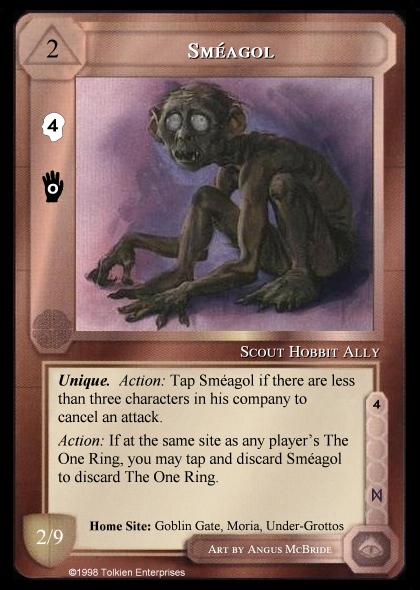 2
SMÉAGOL
4
0
SCOUT HOBBIT ALLY
Unique. Action: Tap Sméagol if there are less
than three characters in his company to
cancel an attack.
Action: If at the same site as any player's The
One Ring, you may tap and discard Sméagol
to discard The One Ring.
4
Home Site: Goblin Gate, Moria, Under-Grottos
2/9
ART BY ANGUS MCBRIDE
©1998 Tolkien Enterprises